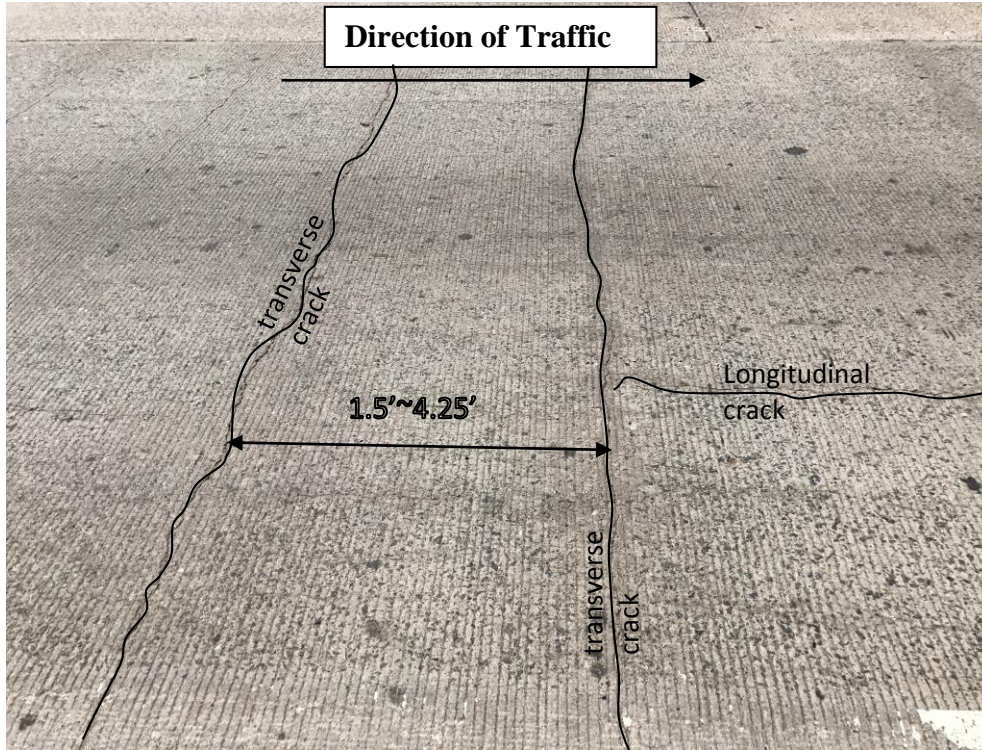 Direction of Traffic
transverse
crack
Longitudinal
crack
1.5’~4.25’
transverse
crack